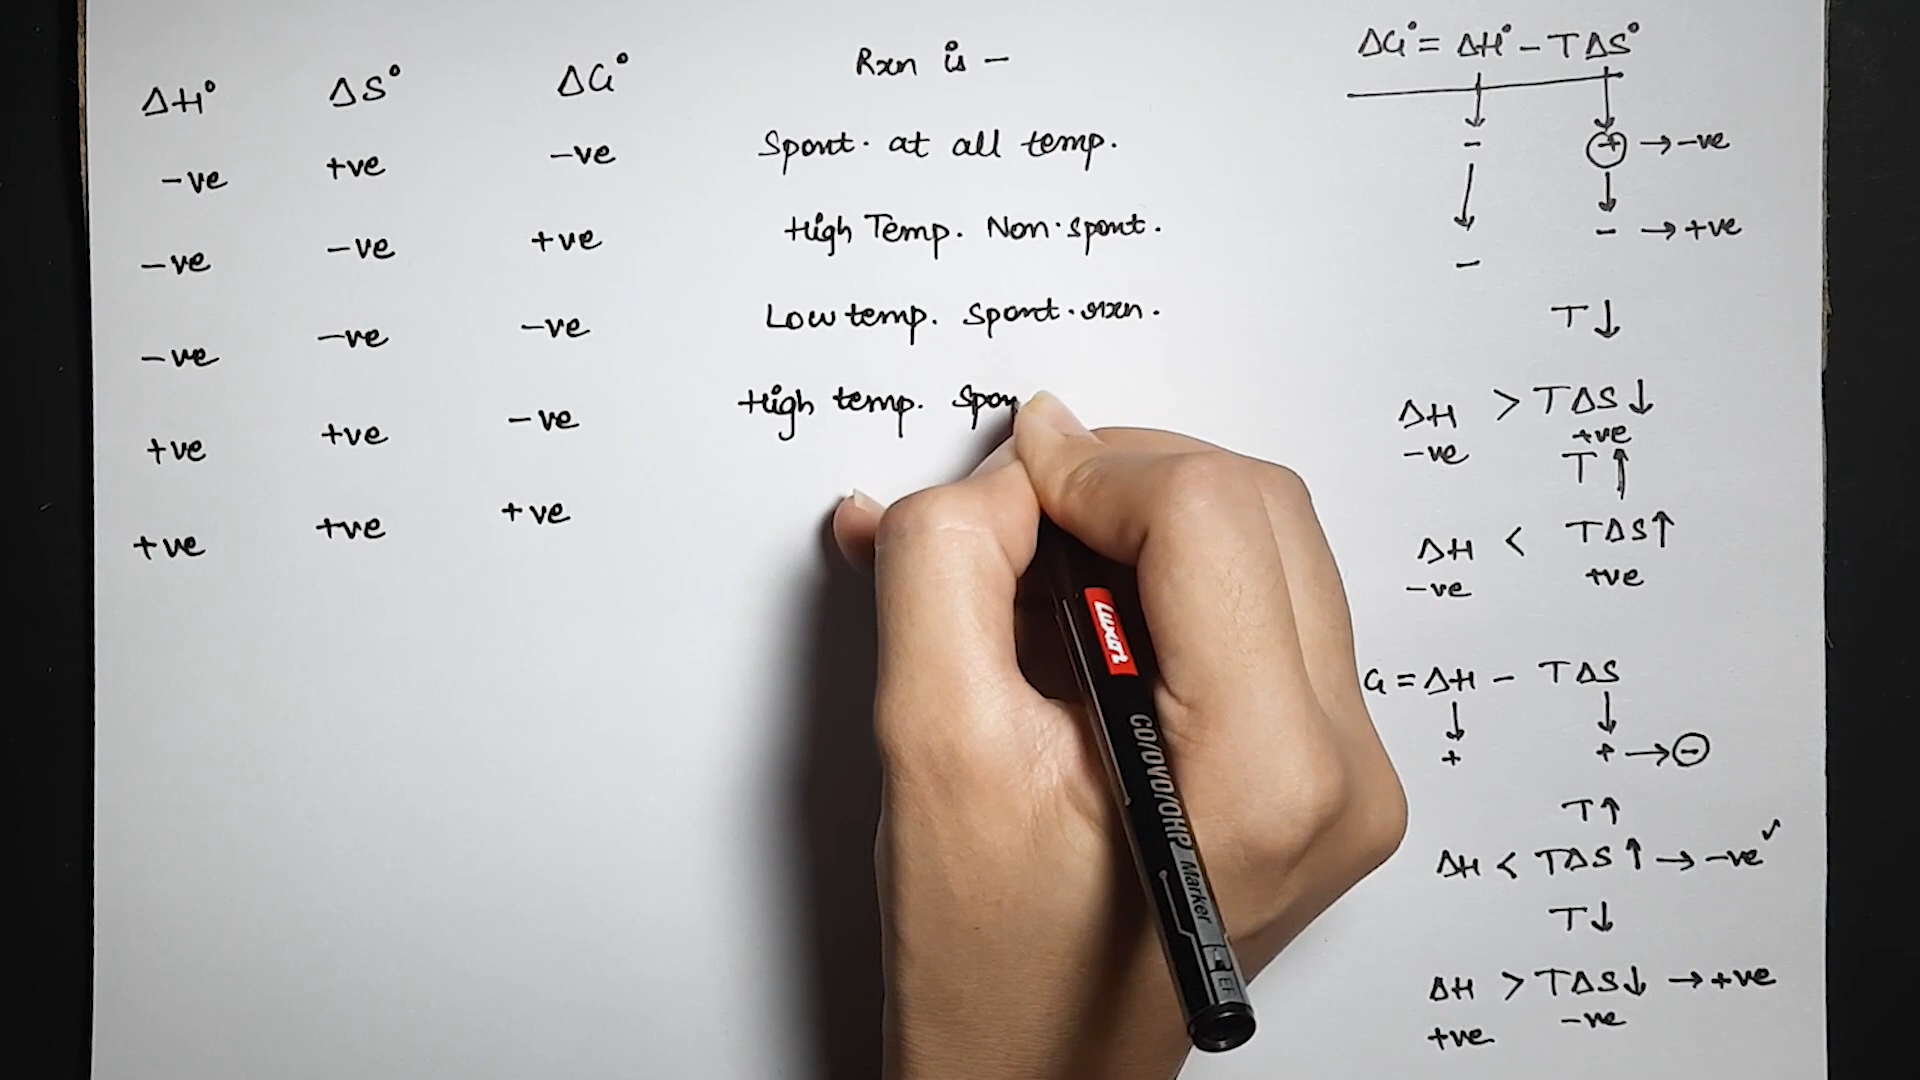 ΔH° ΔS° ΔG° Rxn is –
-ve +ve -ve Spont. at all temp.
-ve -ve +ve High Temp. Non-spont.
-ve -ve -ve Low temp. Spont. rxn.
+ve +ve -ve High temp. Spon
+ve +ve +ve
ΔG° = ΔH° – TΔS°
↓ ↓
- + → -ve
↓ ↓
- - → +ve
T↓
ΔH > TΔS↓
-ve +ve
T↑
ΔH < TΔS↑
-ve +ve
G = ΔH – TΔS
↓ ↓
+ + → -
T↑
ΔH < TΔS↑ → -ve ✓
T↓
ΔH > TΔS↓ → +ve
+ve -ve
Luxor
CD/DVD/OHP Marker EF